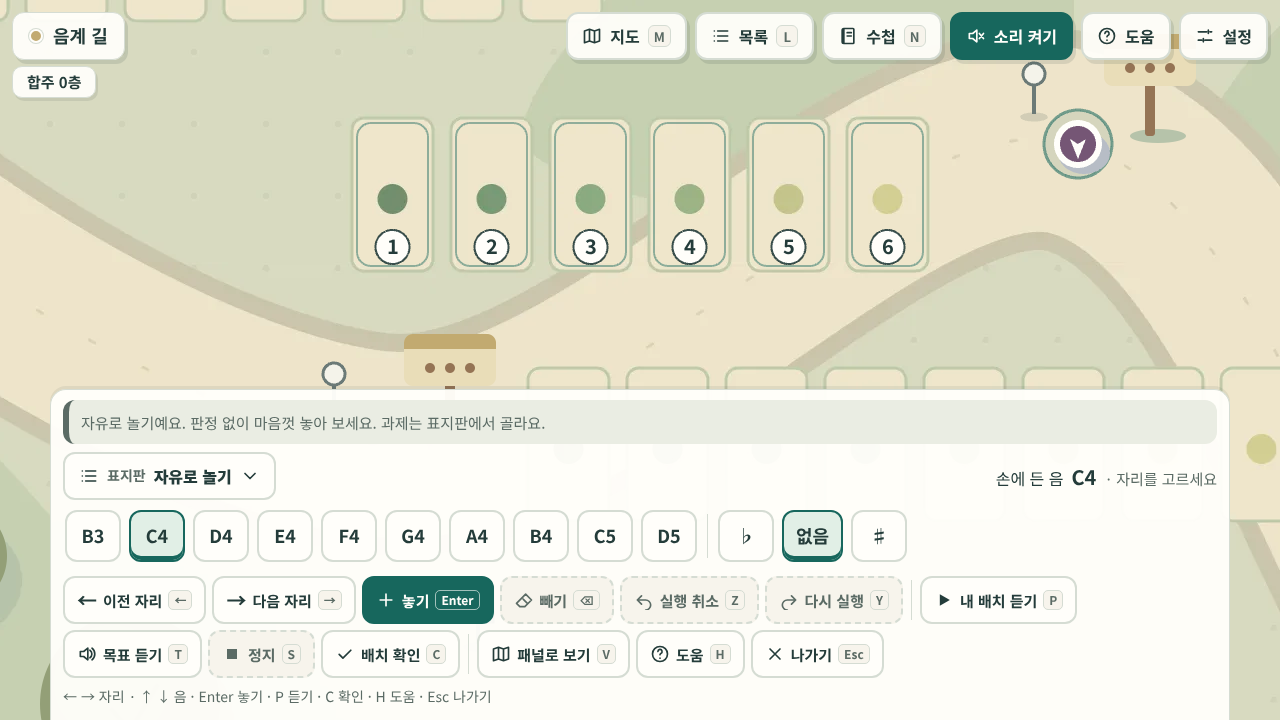 음계 길
지도 M
목록 L
수첩 N
소리 켜기
도움
설정
합주 0층
1 2 3 4 5 6
자유로 놀기예요. 판정 없이 마음껏 놓아 보세요. 과제는 표지판에서 골라요.
표지판 자유로 놀기
손에 든 음 C4 · 자리를 고르세요
B3 C4 D4 E4 F4 G4 A4 B4 C5 D5 ♭ 없음 ♯
← 이전 자리 ← → 다음 자리 → + 놓기 Enter 빼기 ⌫ 실행 취소 Z 다시 실행 Y 내 배치 듣기 P
목표 듣기 T 정지 S 배치 확인 C 패널로 보기 V 도움 H 나가기 Esc
← → 자리 · ↑ ↓ 음 · Enter 놓기 · P 듣기 · C 확인 · H 도움 · Esc 나가기